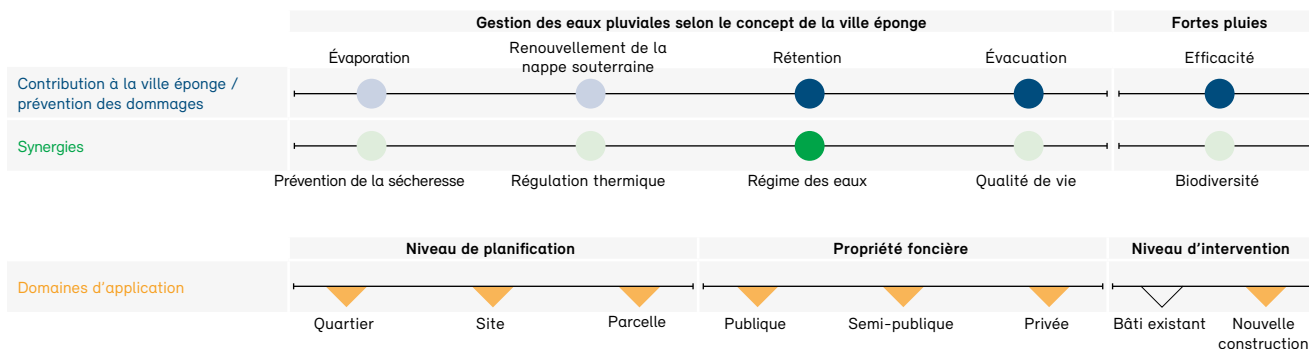 Gestion des eaux pluviales selon le concept de la ville éponge
Fortes pluies
Évaporation
Renouvellement de la
nappe souterraine
Rétention
Évacuation
Efficacité
Contribution à la ville éponge /
prévention des dommages
Synergies
Prévention de la sécheresse
Régulation thermique
Régime des eaux
Qualité de vie
Biodiversité
Niveau de planification
Propriété foncière
Niveau d'intervention
Domaines d'application
Quartier
Site
Parcelle
Publique
Semi-publique
Privée
Bâti existant
Nouvelle
construction